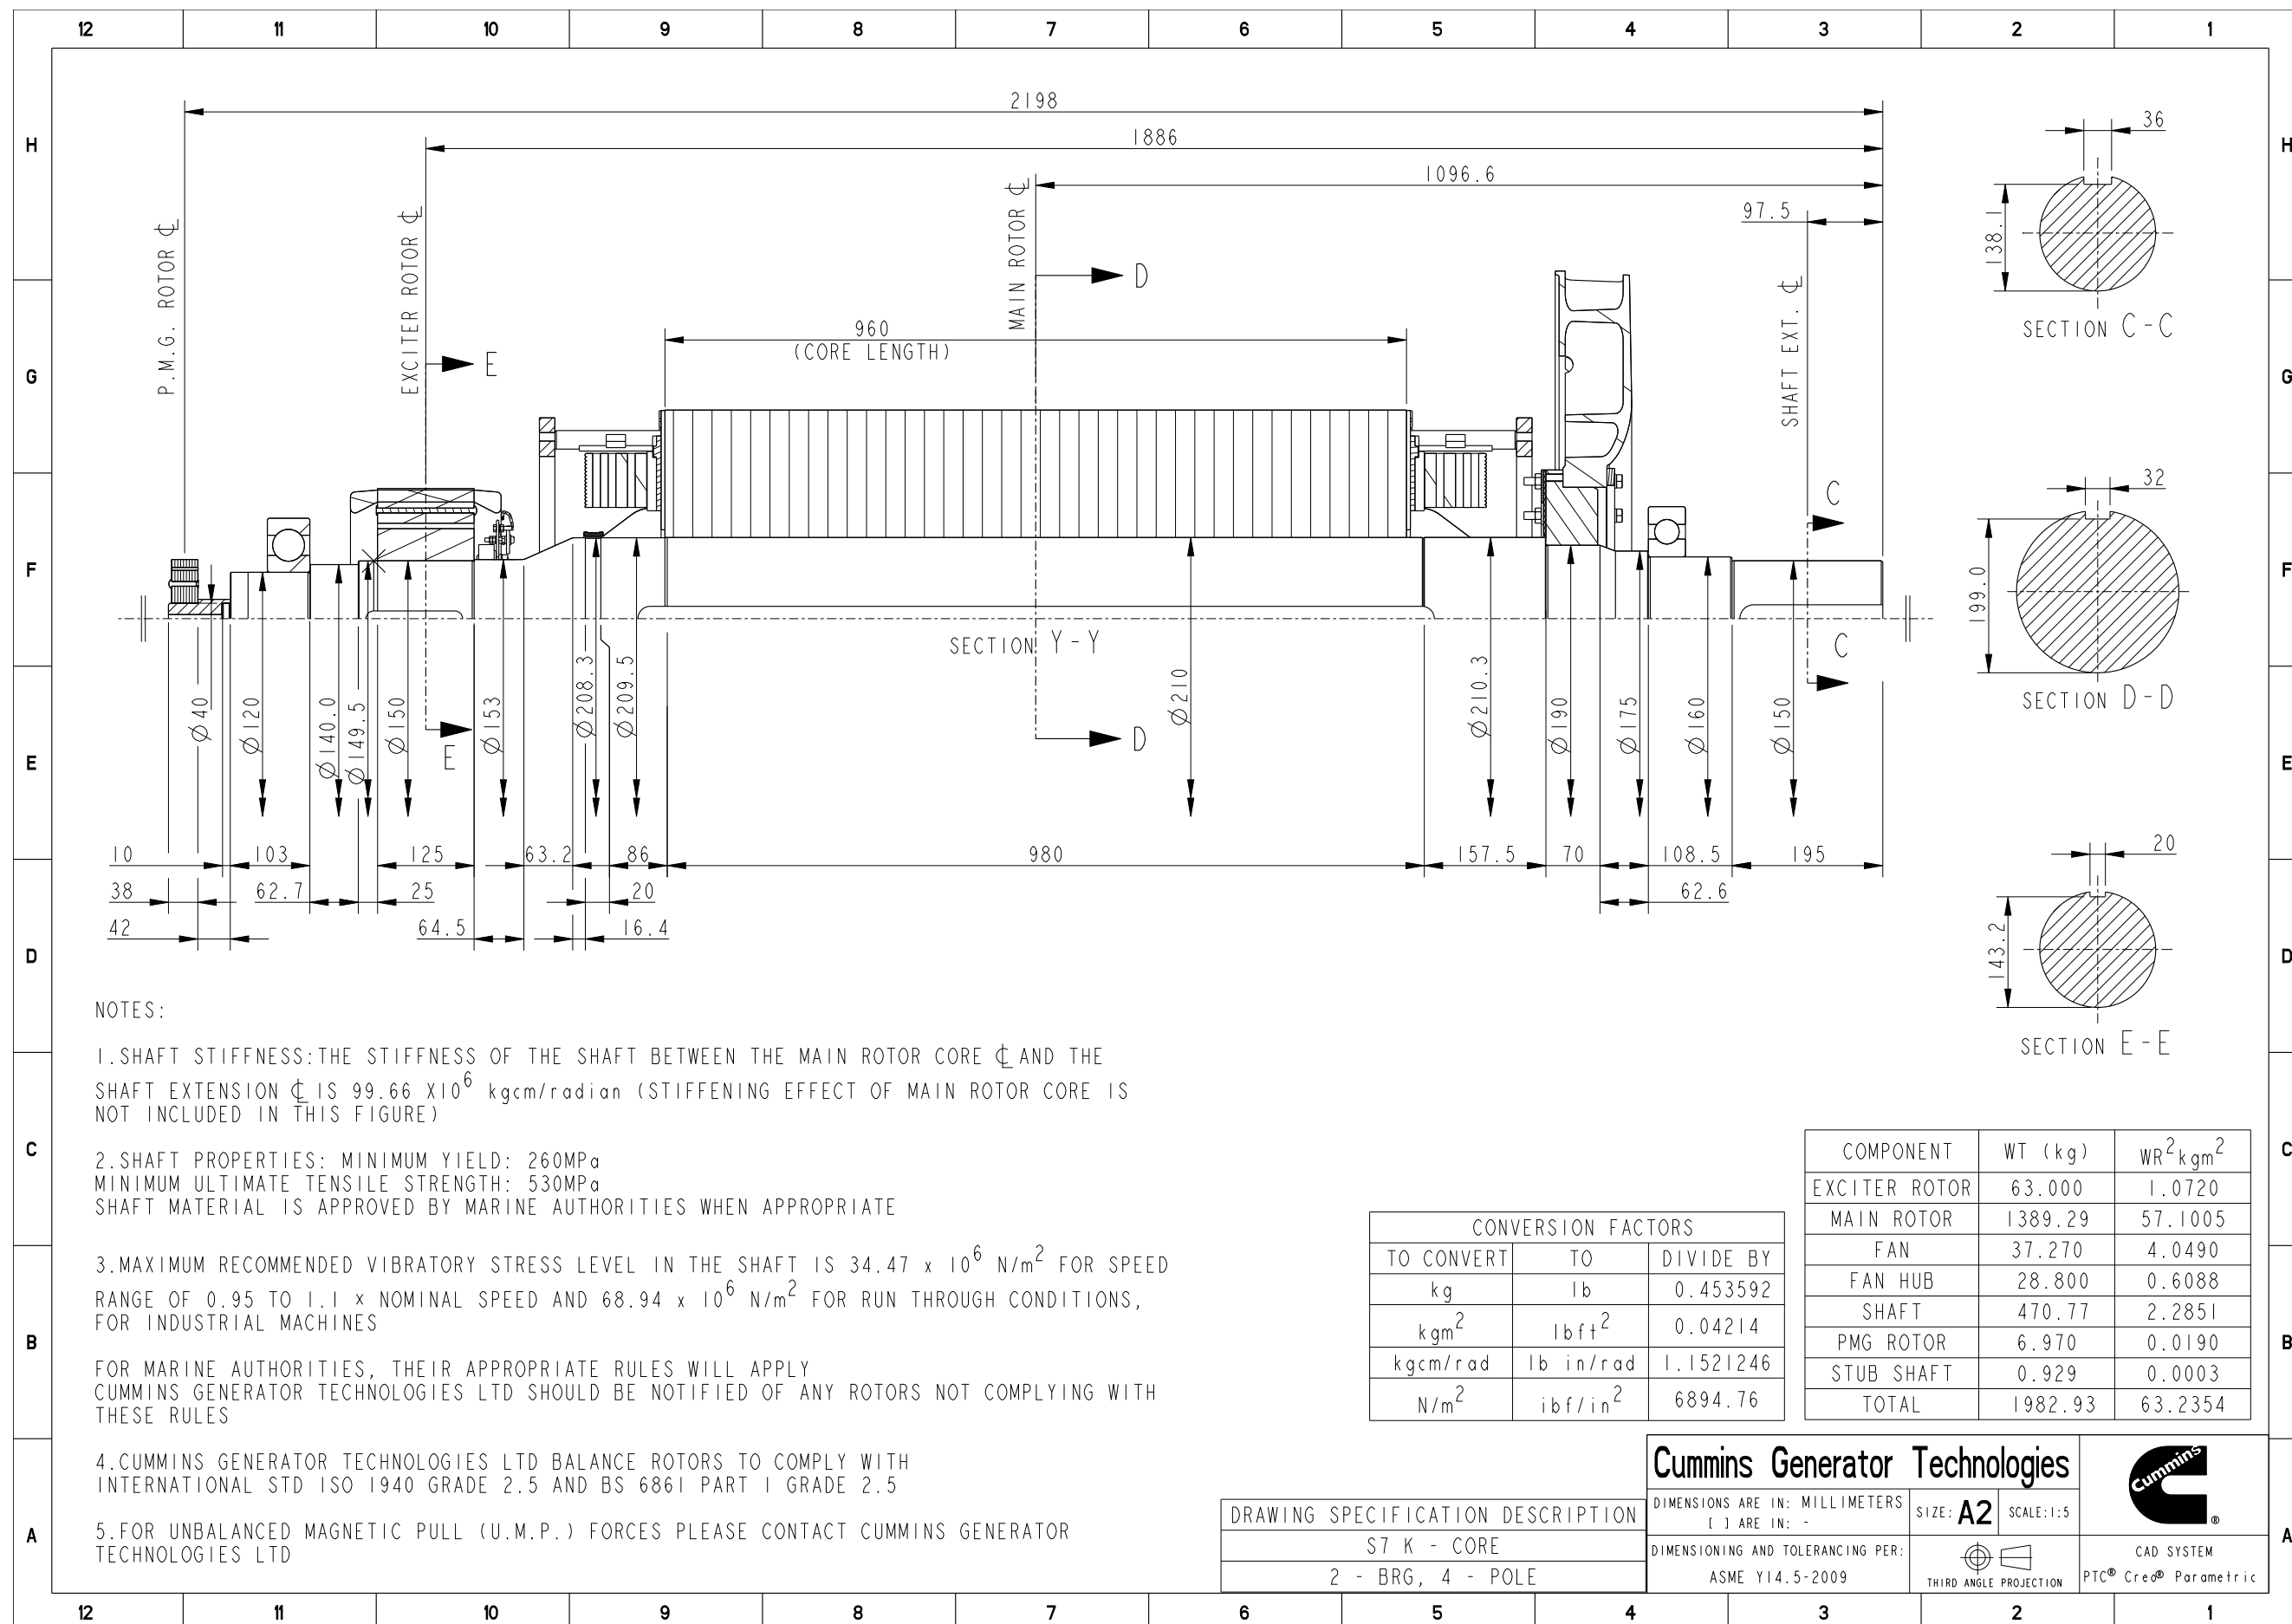 12 11 10 9 8 7 6 5 4 3 2 1
H H
G G
F F
E E
D D
C C
B B
A A
2198
1886
1096.6
97.5
P.M.G. ROTOR ℄
EXCITER ROTOR ℄
MAIN ROTOR ℄
SHAFT EXT. ℄
D
E
960
(CORE LENGTH)
C
SECTION Y-Y
C
D
E
Ø40
Ø120
Ø140.0
Ø149.5
Ø150
Ø153
Ø208.3
Ø209.5
Ø210
Ø210.3
Ø190
Ø175
Ø160
Ø150
10 103 125 63.2 86 980 157.5 70 108.5 195
38 62.7 25 20 62.6
42 64.5 16.4
36
138.1
SECTION C-C
32
199.0
SECTION D-D
20
143.2
SECTION E-E
NOTES:
1.SHAFT STIFFNESS:THE STIFFNESS OF THE SHAFT BETWEEN THE MAIN ROTOR CORE ℄ AND THE
SHAFT EXTENSION ℄ IS 99.66 X10⁶ kgcm/radian (STIFFENING EFFECT OF MAIN ROTOR CORE IS
NOT INCLUDED IN THIS FIGURE)
2.SHAFT PROPERTIES: MINIMUM YIELD: 260MPa
MINIMUM ULTIMATE TENSILE STRENGTH: 530MPa
SHAFT MATERIAL IS APPROVED BY MARINE AUTHORITIES WHEN APPROPRIATE
3.MAXIMUM RECOMMENDED VIBRATORY STRESS LEVEL IN THE SHAFT IS 34.47 x 10⁶ N/m² FOR SPEED
RANGE OF 0.95 TO 1.1 x NOMINAL SPEED AND 68.94 x 10⁶ N/m² FOR RUN THROUGH CONDITIONS,
FOR INDUSTRIAL MACHINES
FOR MARINE AUTHORITIES, THEIR APPROPRIATE RULES WILL APPLY
CUMMINS GENERATOR TECHNOLOGIES LTD SHOULD BE NOTIFIED OF ANY ROTORS NOT COMPLYING WITH
THESE RULES
4.CUMMINS GENERATOR TECHNOLOGIES LTD BALANCE ROTORS TO COMPLY WITH
INTERNATIONAL STD ISO 1940 GRADE 2.5 AND BS 6861 PART 1 GRADE 2.5
5.FOR UNBALANCED MAGNETIC PULL (U.M.P.) FORCES PLEASE CONTACT CUMMINS GENERATOR
TECHNOLOGIES LTD
CONVERSION FACTORS
TO CONVERT TO DIVIDE BY
kg lb 0.453592
kgm² lbft² 0.04214
kgcm/rad lb in/rad 1.1521246
N/m² ibf/in² 6894.76
COMPONENT WT (kg) WR²kgm²
EXCITER ROTOR 63.000 1.0720
MAIN ROTOR 1389.29 57.1005
FAN 37.270 4.0490
FAN HUB 28.800 0.6088
SHAFT 470.77 2.2851
PMG ROTOR 6.970 0.0190
STUB SHAFT 0.929 0.0003
TOTAL 1982.93 63.2354
DRAWING SPECIFICATION DESCRIPTION
S7 K - CORE
2 - BRG, 4 - POLE
Cummins Generator Technologies
DIMENSIONS ARE IN: MILLIMETERS
[ ] ARE IN: -
SIZE: A2
SCALE:1:5
DIMENSIONING AND TOLERANCING PER:
ASME Y14.5-2009
THIRD ANGLE PROJECTION
Cummins ®
CAD SYSTEM
PTC® Creo® Parametric
12 11 10 9 8 7 6 5 4 3 2 1